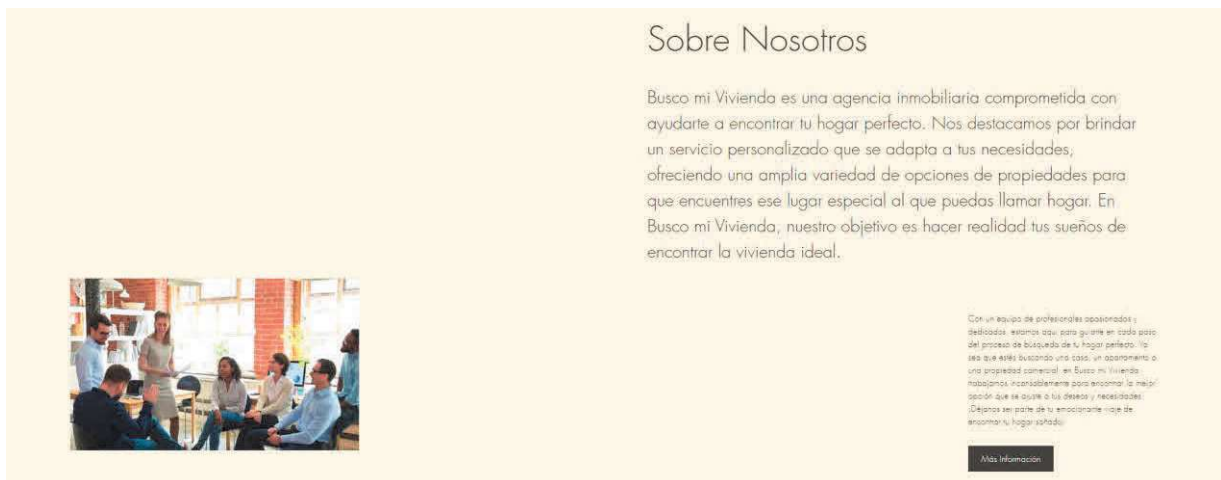 Sobre Nosotros
Busco mi Vivienda es una agencia inmobiliaria comprometida con
ayudarte a encontrar tu hogar perfecto. Nos destacamos por brindar
un servicio personalizado que se adapta a tus necesidades,
ofreciendo una amplia variedad de opciones de propiedades para
que encuentres ese lugar especial al que puedas llamar hogar. En
Busco mi Vivienda, nuestro objetivo es hacer realidad tus sueños de
encontrar la vivienda ideal.
Con un equipo de profesionales apasionados y
dedicados, estamos aquí para guiarte en cada paso
del proceso de búsqueda de tu hogar perfecto. Ya
sea que estés buscando una casa, un apartamento o
una propiedad comercial, en Busco mi Vivienda
trabajamos incansablemente para encontrar la mejor
opción que se ajuste a tus deseos y necesidades.
¡Déjanos ser parte de tu emocionante viaje de
encontrar tu hogar soñado!
Más Información